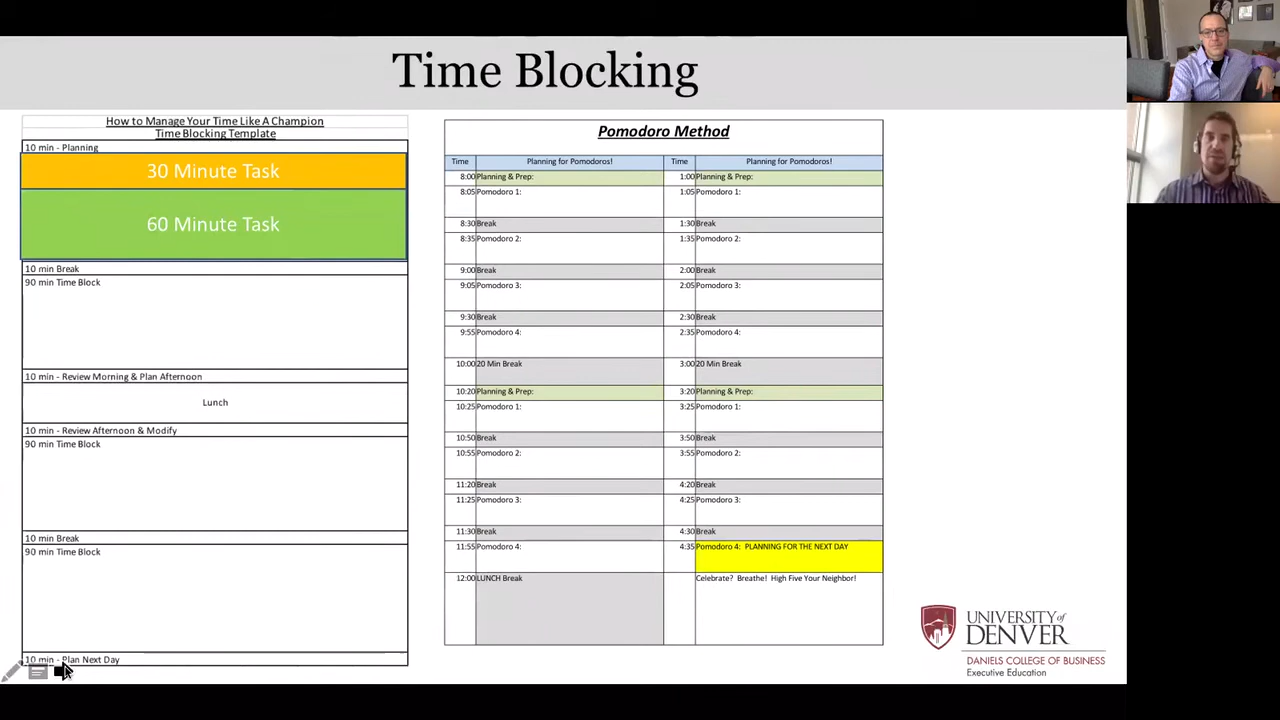 Time Blocking
How to Manage Your Time Like A Champion
Time Blocking Template
10 min - Planning
30 Minute Task
60 Minute Task
10 min Break
90 min Time Block
10 min - Review Morning & Plan Afternoon
Lunch
10 min - Review Afternoon & Modify
90 min Time Block
10 min Break
90 min Time Block
10 min - Plan Next Day
Pomodoro Method
Time Planning for Pomodoros! Time Planning for Pomodoros!
8:00 Planning & Prep: 1:00 Planning & Prep:
8:05 Pomodoro 1: 1:05 Pomodoro 1:
8:30 Break 1:30 Break
8:35 Pomodoro 2: 1:35 Pomodoro 2:
9:00 Break 2:00 Break
9:05 Pomodoro 3: 2:05 Pomodoro 3:
9:30 Break 2:30 Break
9:55 Pomodoro 4: 2:35 Pomodoro 4:
10:00 20 Min Break 3:00 20 Min Break
10:20 Planning & Prep: 3:20 Planning & Prep:
10:25 Pomodoro 1: 3:25 Pomodoro 1:
10:50 Break 3:50 Break
10:55 Pomodoro 2: 3:55 Pomodoro 2:
11:20 Break 4:20 Break
11:25 Pomodoro 3: 4:25 Pomodoro 3:
11:30 Break 4:30 Break
11:55 Pomodoro 4: 4:35 Pomodoro 4: PLANNING FOR THE NEXT DAY
12:00 LUNCH Break Celebrate? Breathe! High Five Your Neighbor!
UNIVERSITY of
DENVER
DANIELS COLLEGE OF BUSINESS
Executive Education